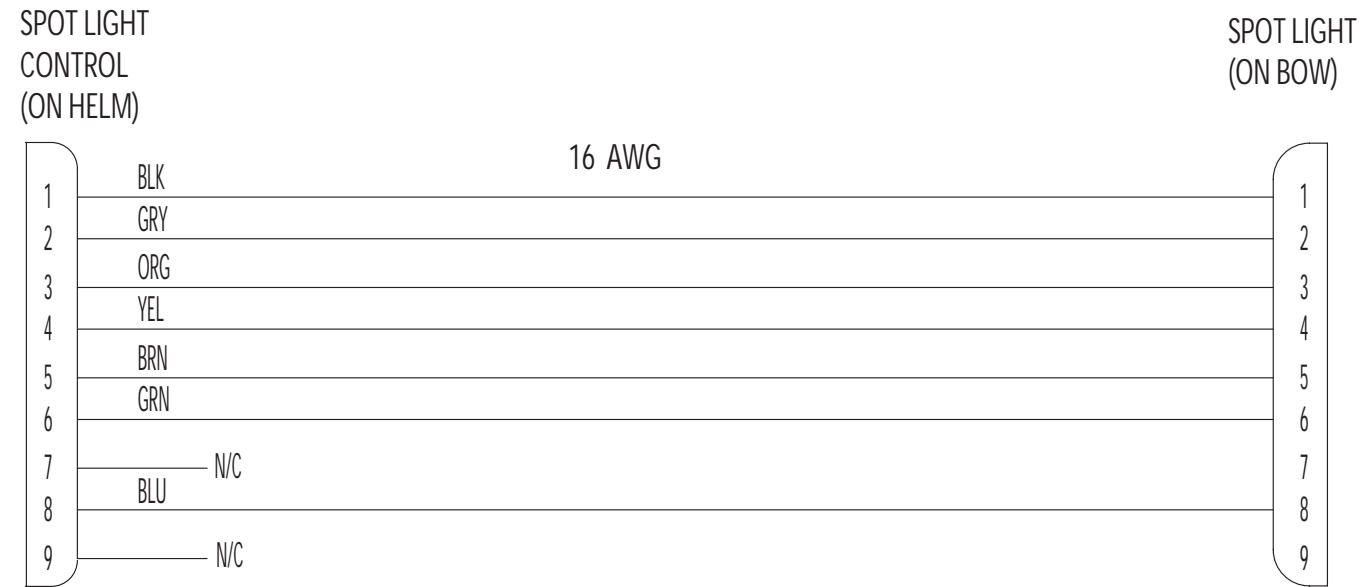 SPOT LIGHT
CONTROL
(ON HELM)
SPOT LIGHT
(ON BOW)
16 AWG
1 BLK 1
2 GRY 2
3 ORG 3
4 YEL 4
5 BRN 5
6 GRN 6
7 N/C 7
8 BLU 8
9 N/C 9